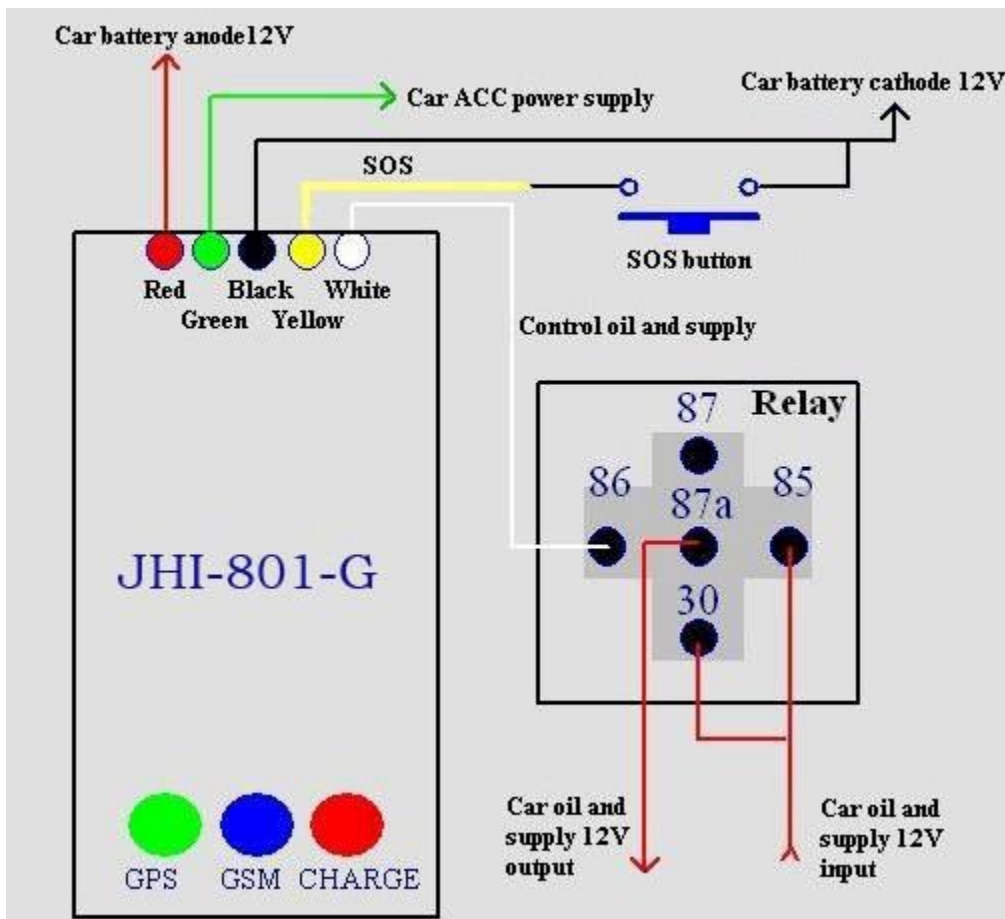 Car battery anode12V
Car ACC power supply
Car battery cathode 12V
SOS
SOS button
Red
Black
White
Green
Yellow
Control oil and supply
Relay
87
86
85
87a
30
JHI-801-G
Car oil and
supply 12V
output
Car oil and
supply 12V
input
GPS
GSM
CHARGE